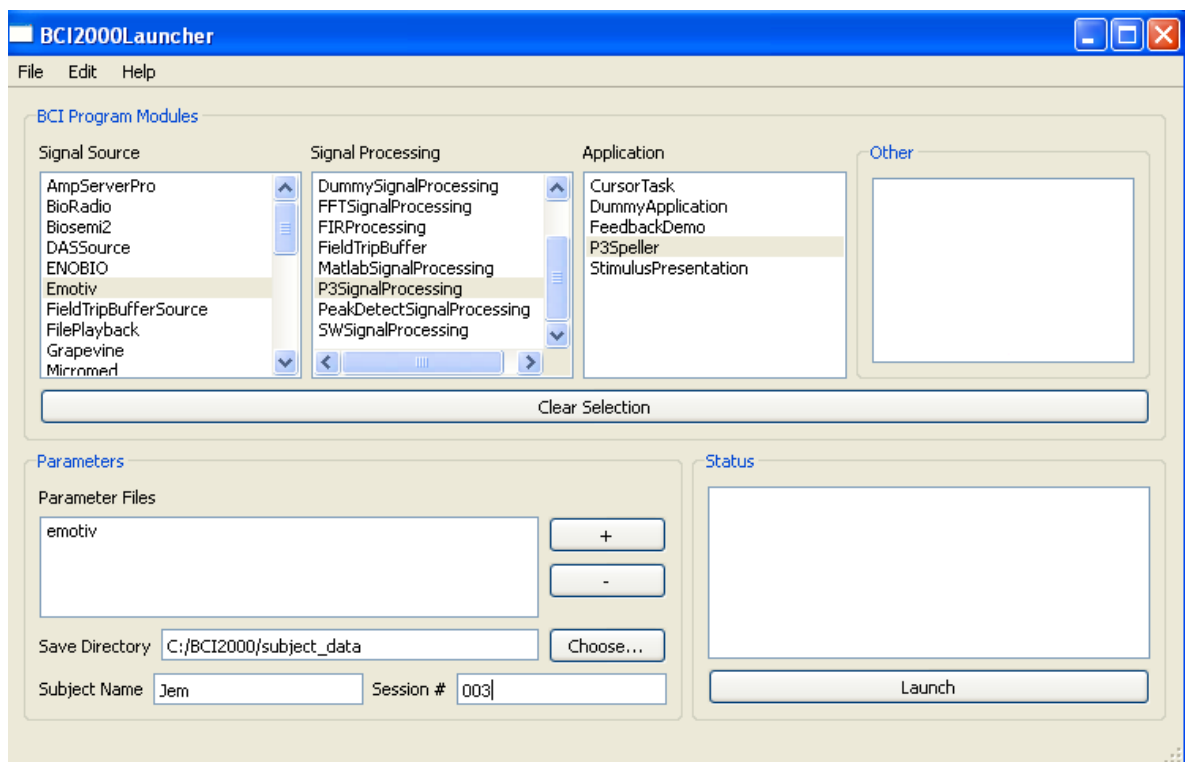 BCI2000Launcher
File Edit Help
BCI Program Modules
Signal Source
AmpServerPro
BioRadio
Biosemi2
DASSource
ENOBIO
Emotiv
FieldTripBufferSource
FilePlayback
Grapevine
Micromed
Signal Processing
DummySignalProcessing
FFTSignalProcessing
FIRProcessing
FieldTripBuffer
MatlabSignalProcessing
P3SignalProcessing
PeakDetectSignalProcessing
SWSignalProcessing
Application
CursorTask
DummyApplication
FeedbackDemo
P3Speller
StimulusPresentation
Other
Clear Selection
Parameters
Parameter Files
emotiv
+
-
Save Directory C:/BCI2000/subject_data Choose...
Subject Name Jem Session # 003
Status
Launch